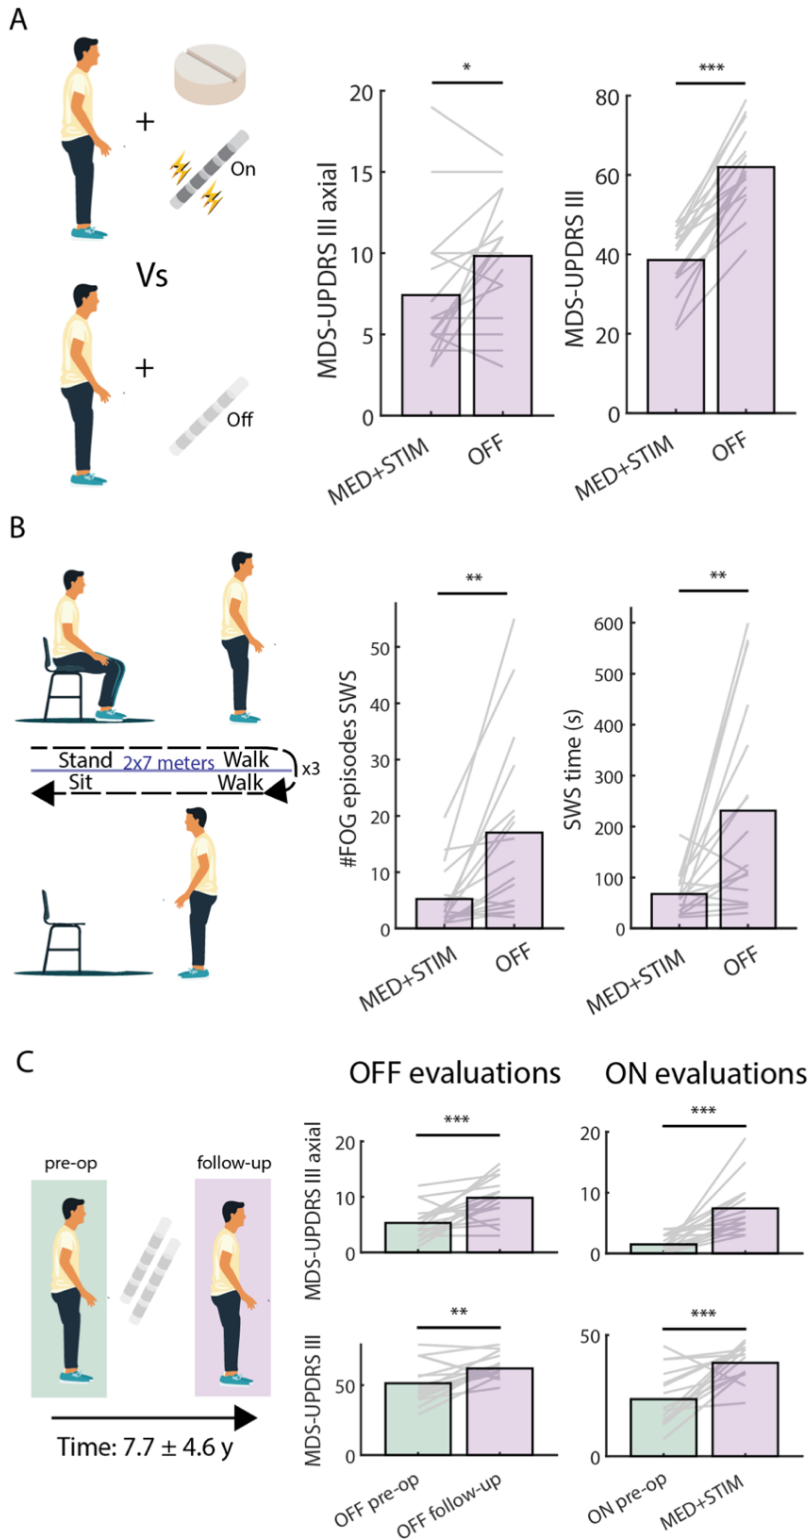 A
+
On
Vs
+
Off
*
MDS-UPDRS III axial
20
15
10
5
0
MED+STIM
OFF
***
MDS-UPDRS III
80
60
40
20
0
MED+STIM
OFF
B
Stand 2x7 meters Walk
Sit Walk
x3
**
#FOG episodes SWS
50
40
30
20
10
0
MED+STIM
OFF
**
SWS time (s)
600
500
400
300
200
100
0
MED+STIM
OFF
C
pre-op
follow-up
Time: 7.7 ± 4.6 y
OFF evaluations
ON evaluations
***
MDS-UPDRS III axial
20
10
0
***
20
10
0
**
MDS-UPDRS III
50
0
OFF pre-op
OFF follow-up
***
50
0
ON pre-op
MED+STIM